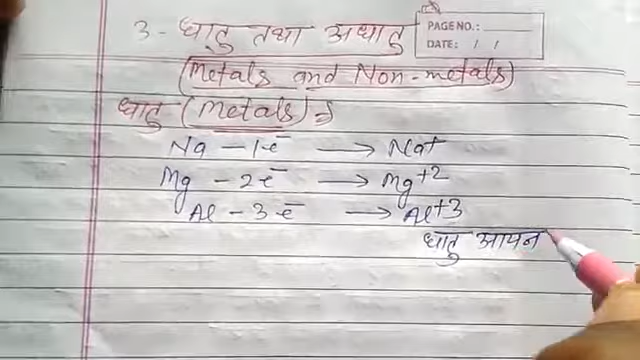 3- धातु तथा अधातु
PAGE NO.:
DATE: / /
(Metals and Non-metals)
धातु (Metals) ⇒
Na - 1e⁻ → Na+
Mg - 2e⁻ → Mg+2
Al - 3e⁻ → Al+3
धातु आयन